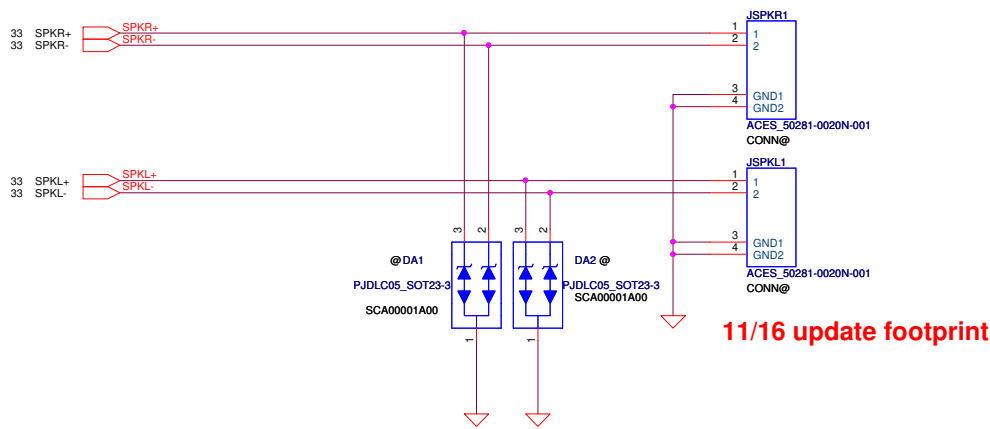 JSPKR1
33 SPKR+ SPKR+ 1 1
33 SPKR- SPKR- 2 2
3 GND1
4 GND2
ACES_50281-0020N-001
CONN@
JSPKL1
33 SPKL+ SPKL+ 1 1
33 SPKL- SPKL- 2 2
3 2 3 2
3 GND1
4 GND2
@ DA1 DA2 @
ACES_50281-0020N-001
PJDLC05_SOT23-3 PJDLC05_SOT23-3
CONN@
SCA00001A00 SCA00001A00
11/16 update footprint
1 1